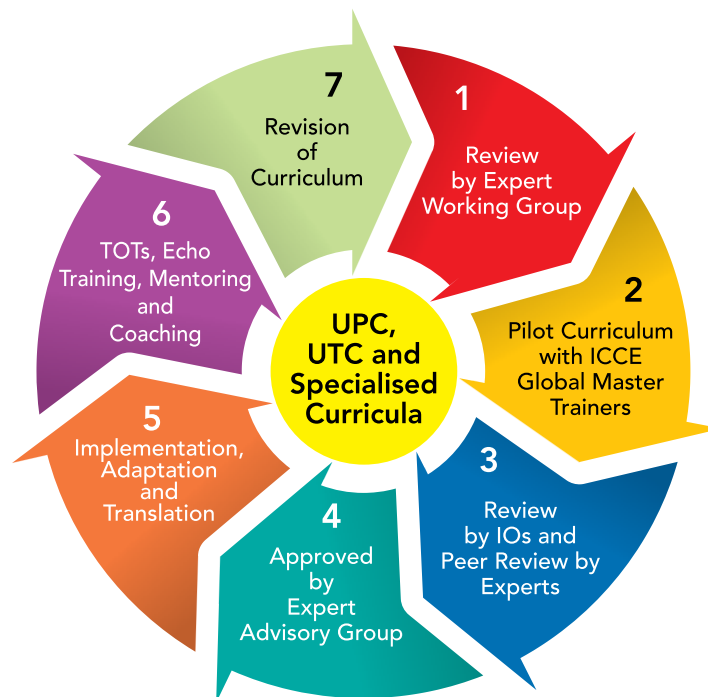 1
Review
by Expert
Working Group
2
Pilot Curriculum
with ICCE
Global Master
Trainers
3
Review
by IOs and
Peer Review by
Experts
4
Approved
by
Expert
Advisory Group
5
Implementation,
Adaptation
and
Translation
6
TOTs, Echo
Training, Mentoring
and
Coaching
7
Revision
of
Curriculum
UPC,
UTC and
Specialised
Curricula